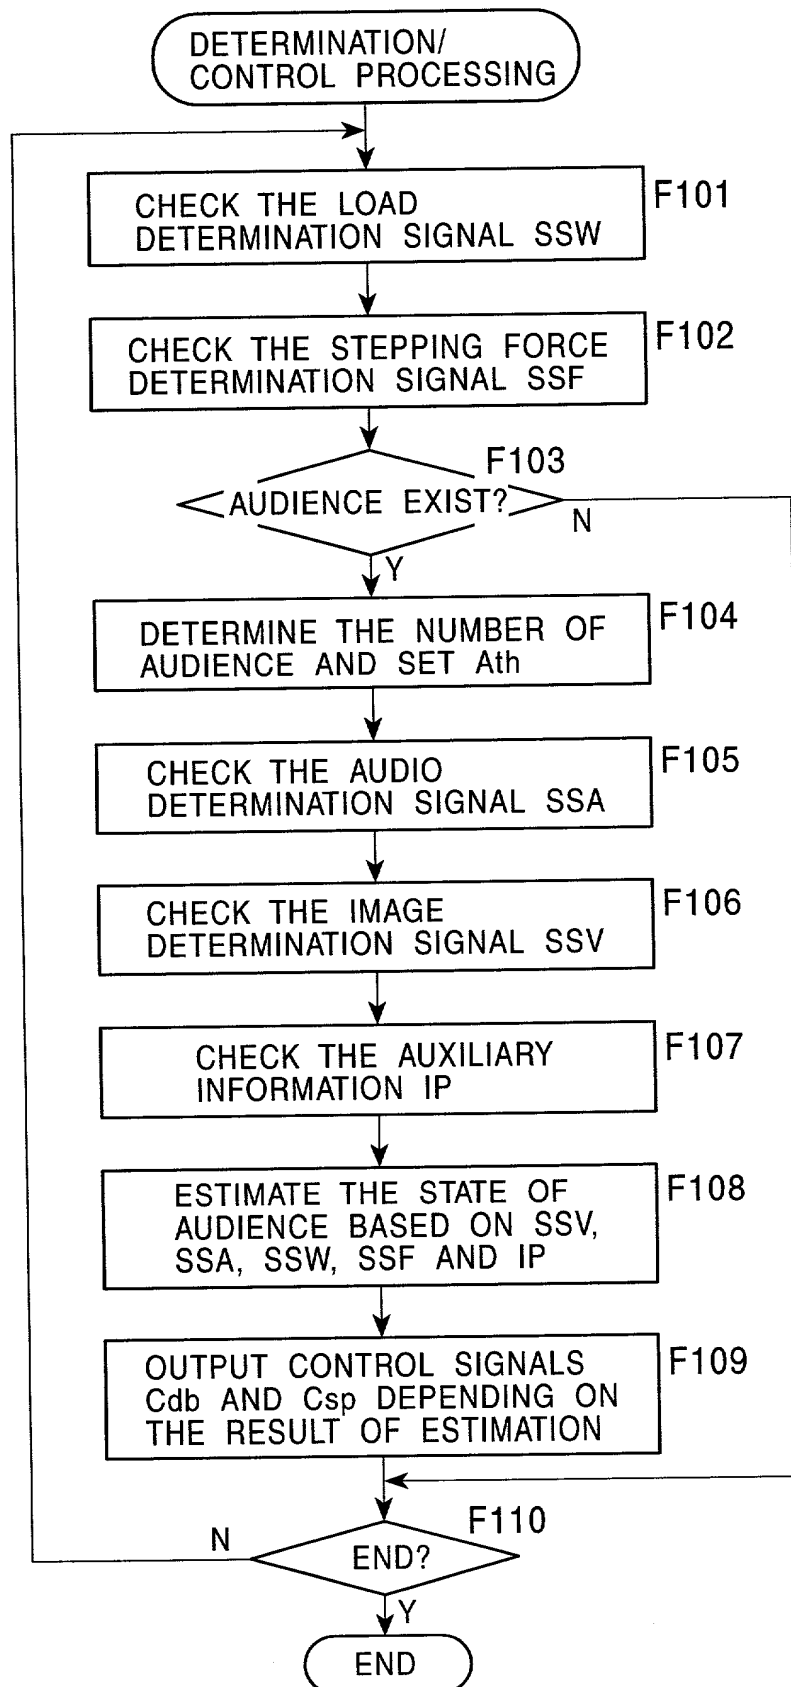 DETERMINATION/
CONTROL PROCESSING
F101
CHECK THE LOAD
DETERMINATION SIGNAL SSW
F102
CHECK THE STEPPING FORCE
DETERMINATION SIGNAL SSF
F103
AUDIENCE EXIST?
N
Y
F104
DETERMINE THE NUMBER OF
AUDIENCE AND SET Ath
F105
CHECK THE AUDIO
DETERMINATION SIGNAL SSA
F106
CHECK THE IMAGE
DETERMINATION SIGNAL SSV
F107
CHECK THE AUXILIARY
INFORMATION IP
F108
ESTIMATE THE STATE OF
AUDIENCE BASED ON SSV,
SSA, SSW, SSF AND IP
F109
OUTPUT CONTROL SIGNALS
Cdb AND Csp DEPENDING ON
THE RESULT OF ESTIMATION
F110
N
END?
Y
END